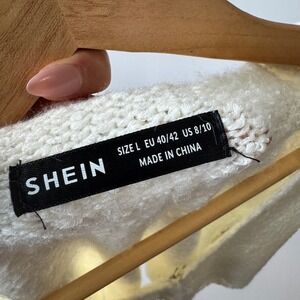 SHEIN
SIZE L EU 40/42 US 8/10
MADE IN CHINA